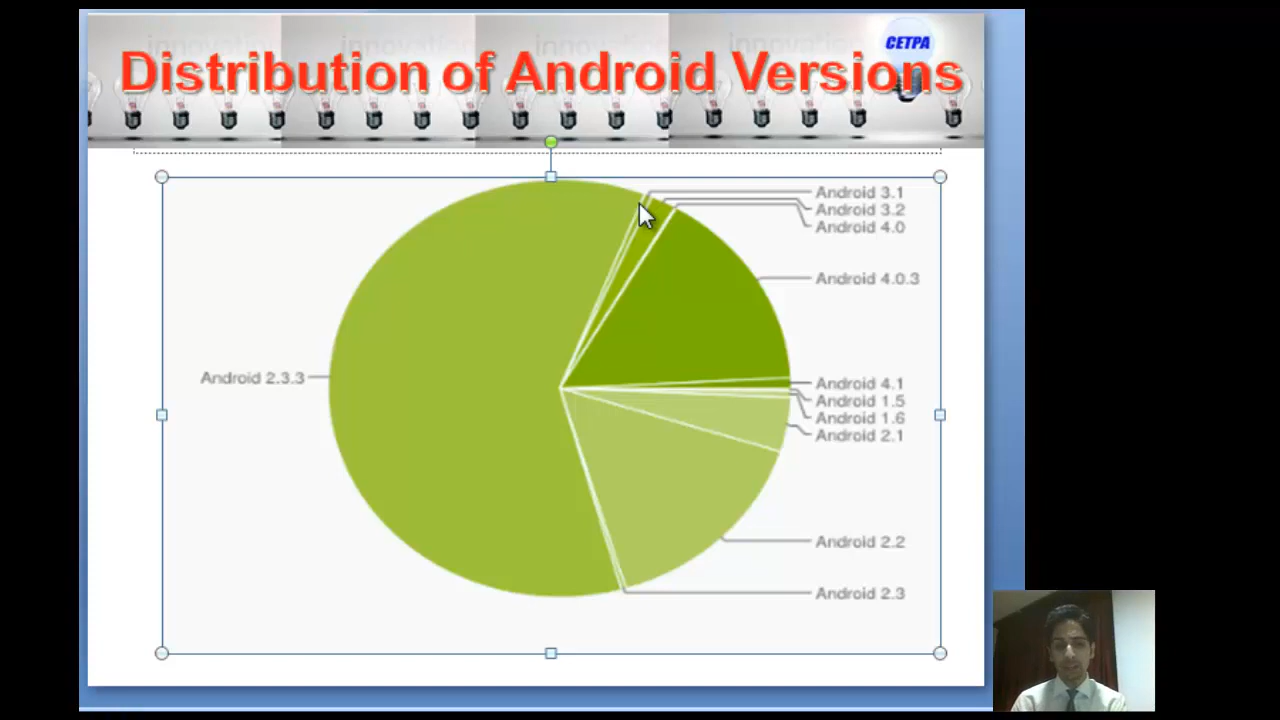 CETPA
Distribution of Android Versions
Android 3.1
Android 3.2
Android 4.0
Android 4.0.3
Android 2.3.3
Android 4.1
Android 1.5
Android 1.6
Android 2.1
Android 2.2
Android 2.3